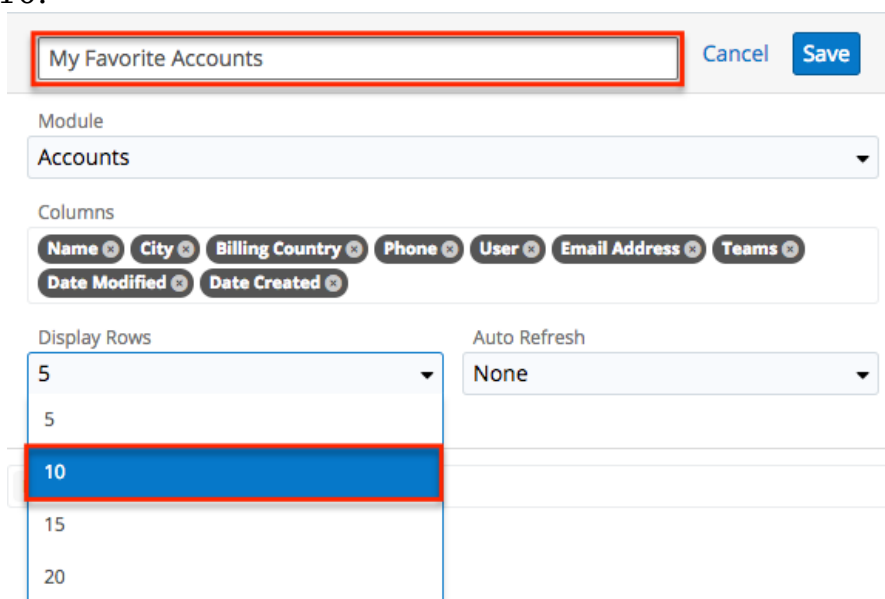 10.
My Favorite Accounts Cancel Save
Module
Accounts
Columns
Name City Billing Country Phone User Email Address Teams
Date Modified Date Created
Display Rows Auto Refresh
5 None
5
10
15
20